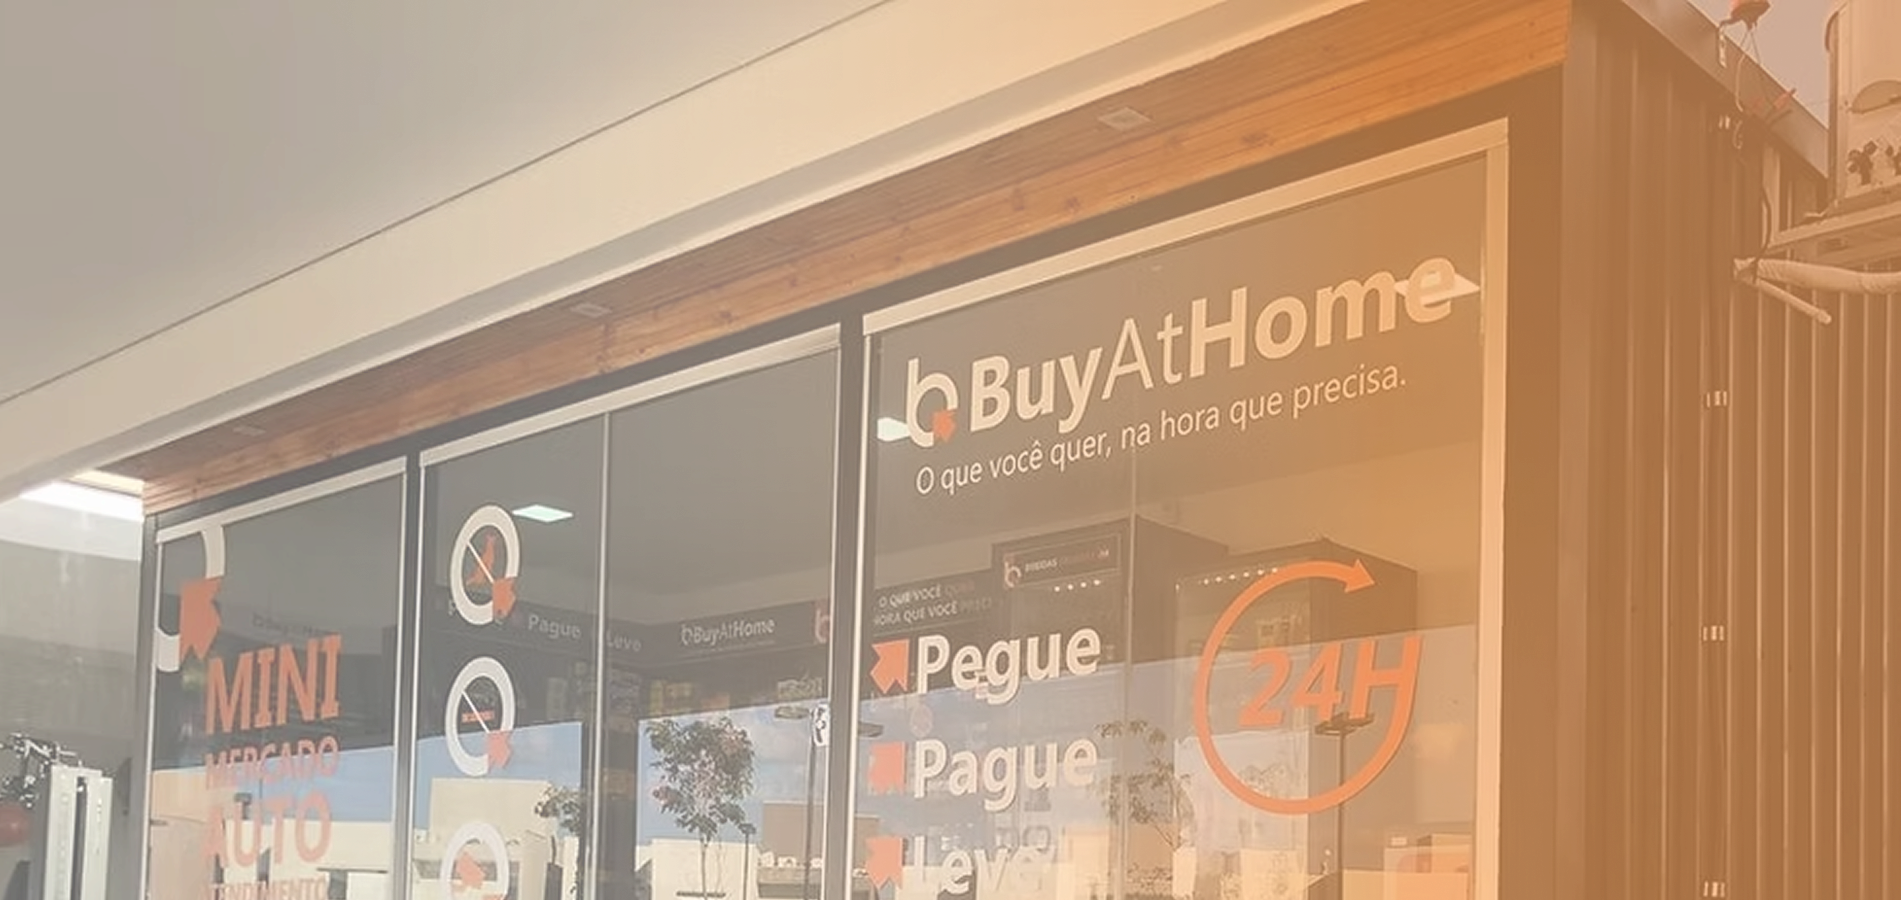 BuyAtHome
O que você quer, na hora que precisa.
MINI
MERCADO
AUTO
Pague
Leve
BuyAtHome
O QUE VOCÊ
HORA QUE VOCÊ
BEBIDAS
Pegue
Pague
Leve
24H